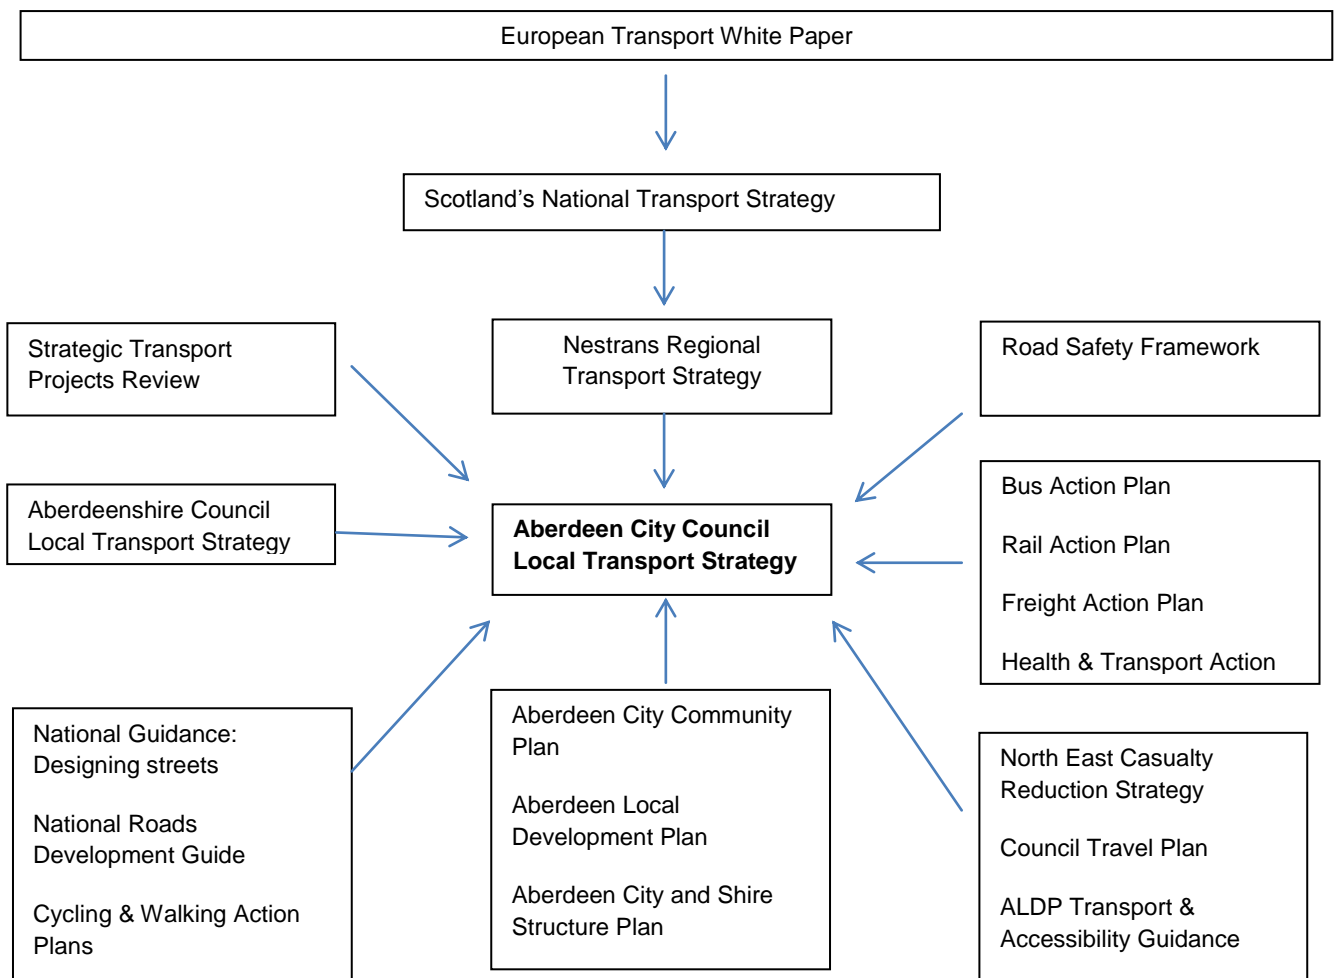 European Transport White Paper
Scotland’s National Transport Strategy
Strategic Transport
Projects Review
Nestrans Regional
Transport Strategy
Road Safety Framework
Aberdeenshire Council
Local Transport Strategy
Aberdeen City Council
Local Transport Strategy
Bus Action Plan
Rail Action Plan
Freight Action Plan
Health & Transport Action
National Guidance:
Designing streets
National Roads
Development Guide
Cycling & Walking Action
Plans
Aberdeen City Community
Plan
Aberdeen Local
Development Plan
Aberdeen City and Shire
Structure Plan
North East Casualty
Reduction Strategy
Council Travel Plan
ALDP Transport &
Accessibility Guidance